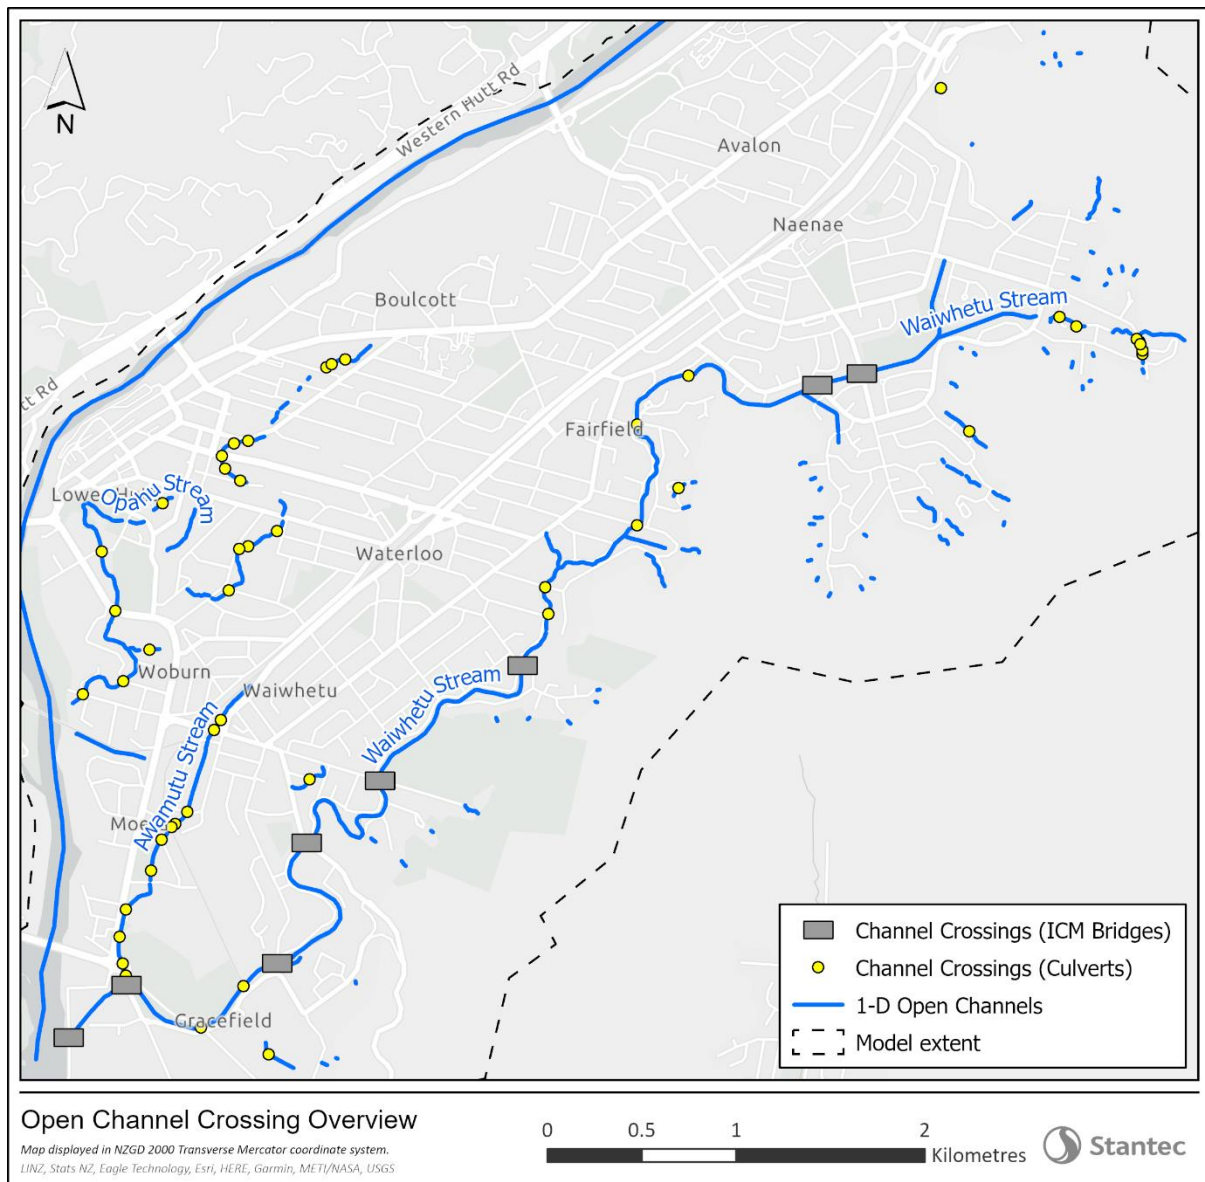 N
Western Hutt Rd
Avalon
Naenae
Boulcott
Waiwhetu Stream
tt Rd
Fairfield
Opahu Stream
Waterloo
Woburn
Waiwhetu
Waiwhetu Stream
Awamutu Stream
Gracefield
Channel Crossings (ICM Bridges)
Channel Crossings (Culverts)
1-D Open Channels
Model extent
Open Channel Crossing Overview
Map displayed in NZGD 2000 Transverse Mercator coordinate system.
LINZ, Stats NZ, Eagle Technology, Esri, HERE, Garmin, METI/NASA, USGS
0 0.5 1 2
Kilometres
Stantec